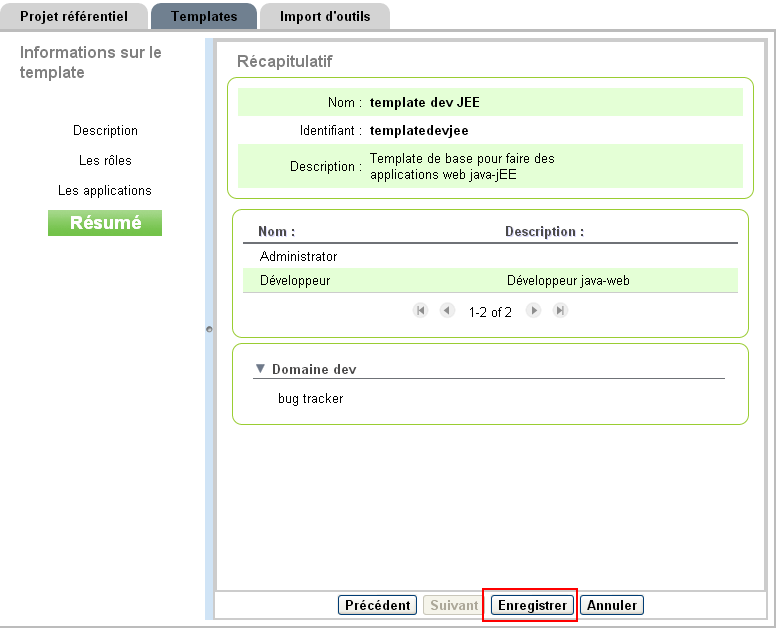 Projet référentiel
Templates
Import d'outils
Informations sur le
template
Description
Les rôles
Les applications
Résumé
Récapitulatif
Nom : template dev JEE
Identifiant : templatedevjee
Description : Template de base pour faire des
applications web java-jEE
Nom : Description :
Administrator
Développeur Développeur java-web
1-2 of 2
Domaine dev
bug tracker
Précédent Suivant Enregistrer Annuler